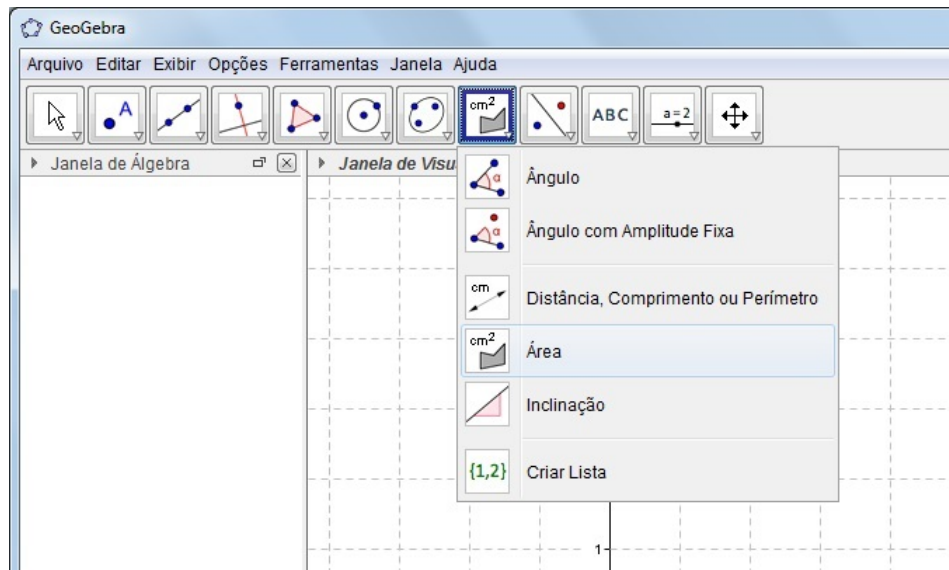 GeoGebra
Arquivo Editar Exibir Opções Ferramentas Janela Ajuda
A
cm2
ABC
a=2
Janela de Álgebra
Janela de Visu
α
Ângulo
α
Ângulo com Amplitude Fixa
cm
Distância, Comprimento ou Perímetro
cm2
Área
Inclinação
{1,2}
Criar Lista
1